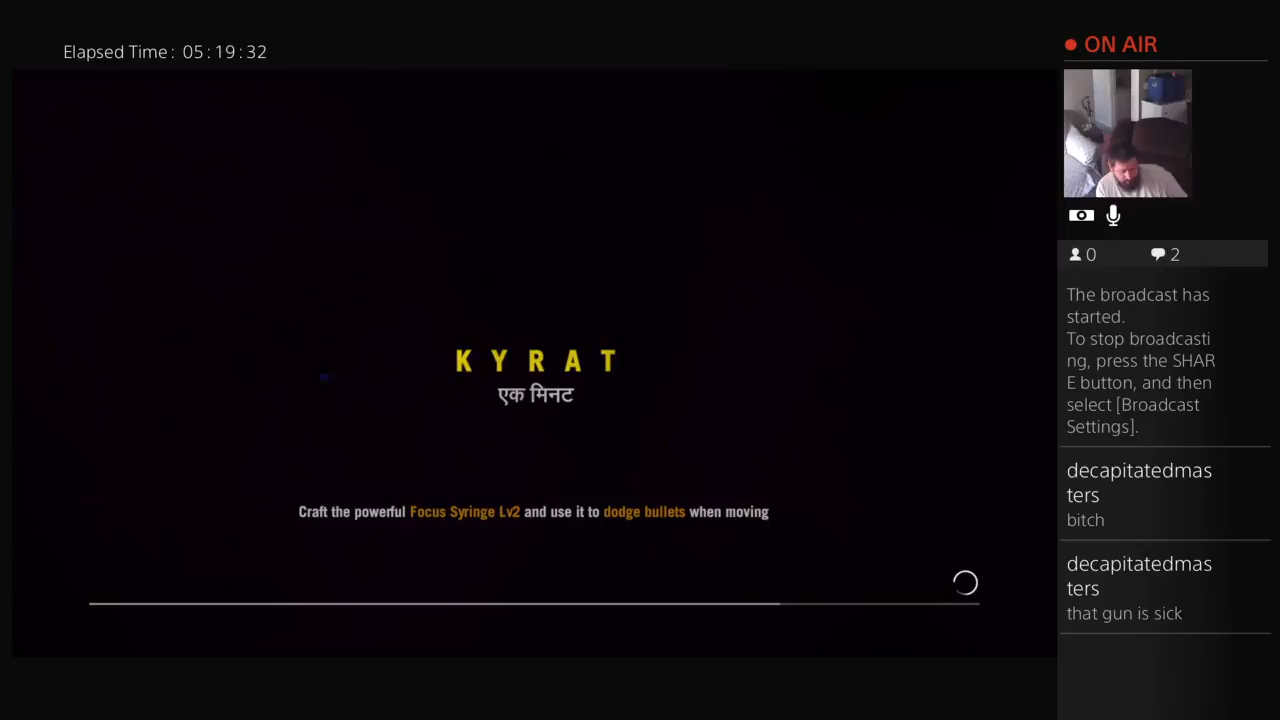 Elapsed Time: 05:19:32
ON AIR
KYRAT
एक मिनट
Craft the powerful Focus Syringe Lv2 and use it to dodge bullets when moving
0
2
The broadcast has
started.
To stop broadcasti
ng, press the SHAR
E button, and then
select [Broadcast
Settings].
decapitatedmas
ters
bitch
decapitatedmas
ters
that gun is sick